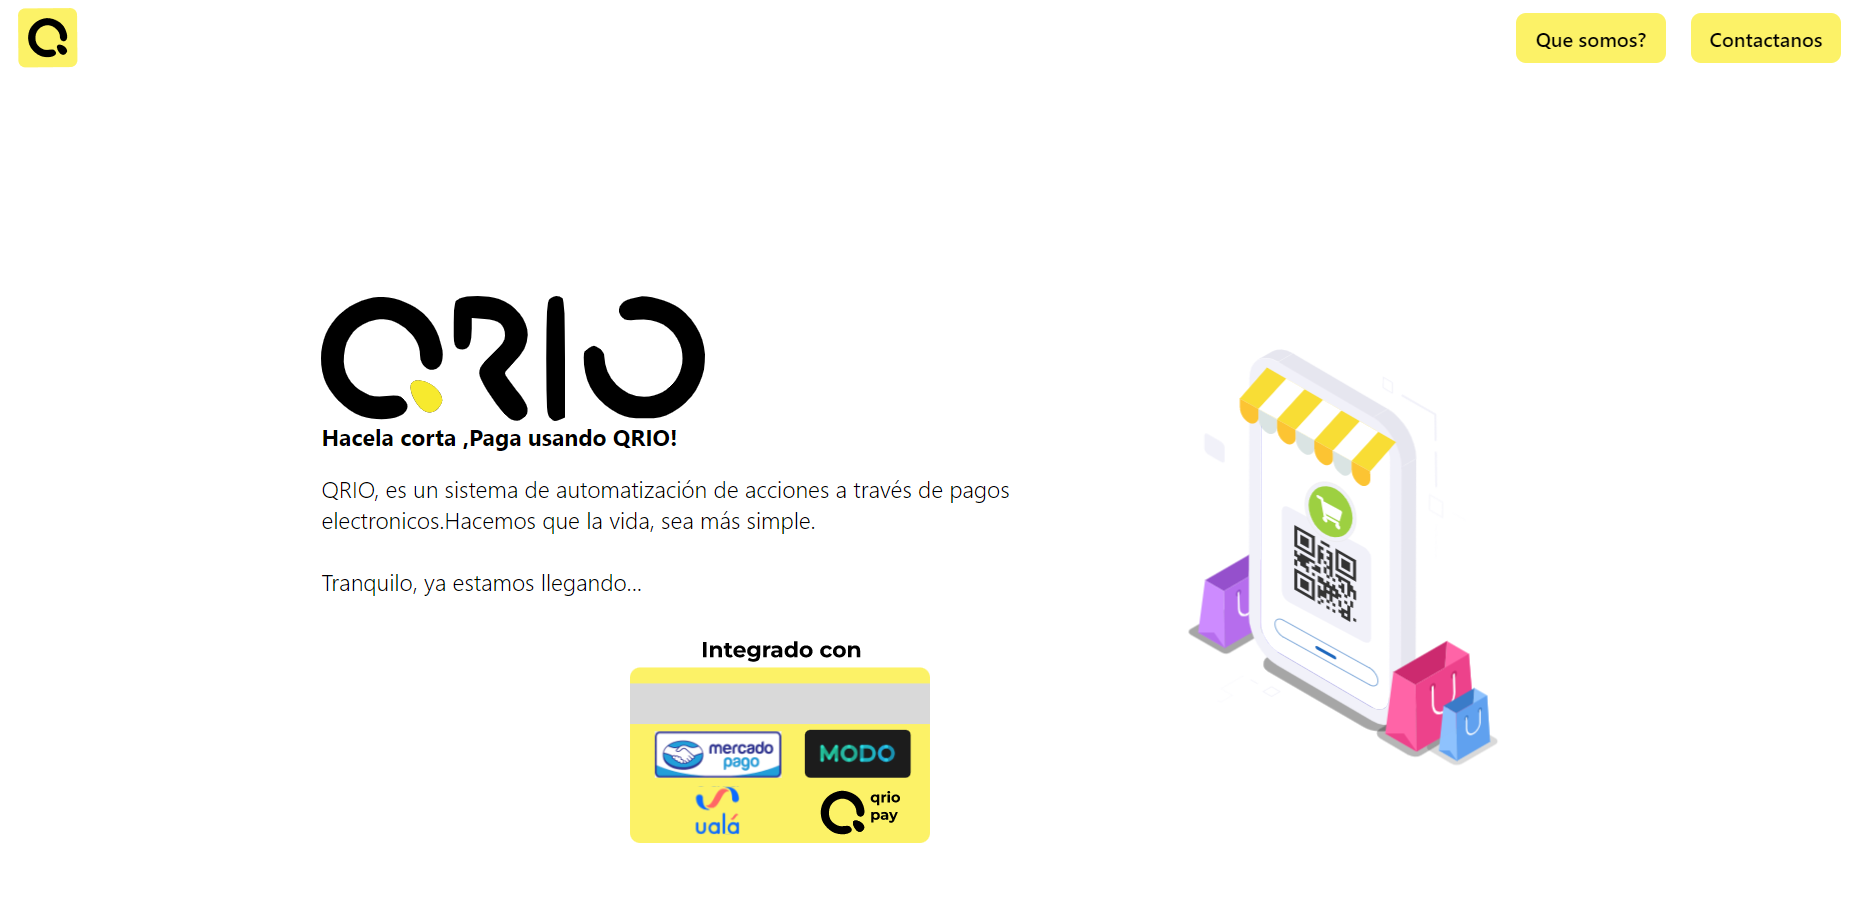 Q
Que somos?
Contactanos
QRIO
Hacela corta ,Paga usando QRIO!
QRIO, es un sistema de automatización de acciones a través de pagos
electronicos.Hacemos que la vida, sea más simple.
Tranquilo, ya estamos llegando...
Integrado con
mercado
pago
MODO
ualá
qrio
pay